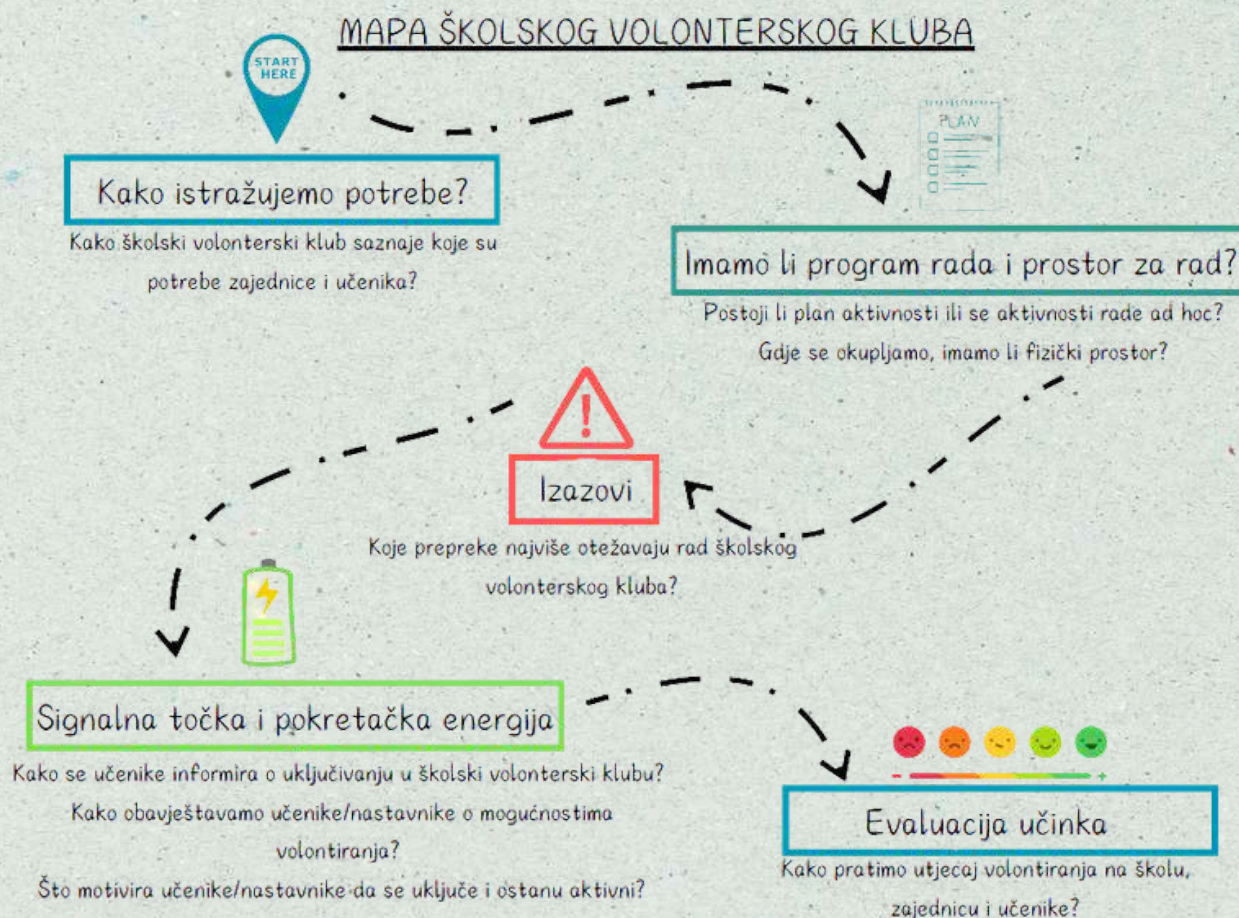 MAPA ŠKOLSKOG VOLONTERSKOG KLUBA
START
HERE
Kako istražujemo potrebe?
Kako školski volonterski klub saznaje koje su
potrebe zajednice i učenika?
PLAN
Imamo li program rada i prostor za rad?
Postoji li plan aktivnosti ili se aktivnosti rade ad hoc?
Gdje se okupljamo, imamo li fizički prostor?
Izazovi
Koje prepreke najviše otežavaju rad školskog
volonterskog kluba?
Signalna točka i pokretačka energija
Kako se učenike informira o uključivanju u školski volonterski klubu?
Kako obavještavamo učenike/nastavnike o mogućnostima
volontiranja?
Što motivira učenike/nastavnike da se uključe i ostanu aktivni?
- +
Evaluacija učinka
Kako pratimo utjecaj volontiranja na školu,
zajednicu i učenike?